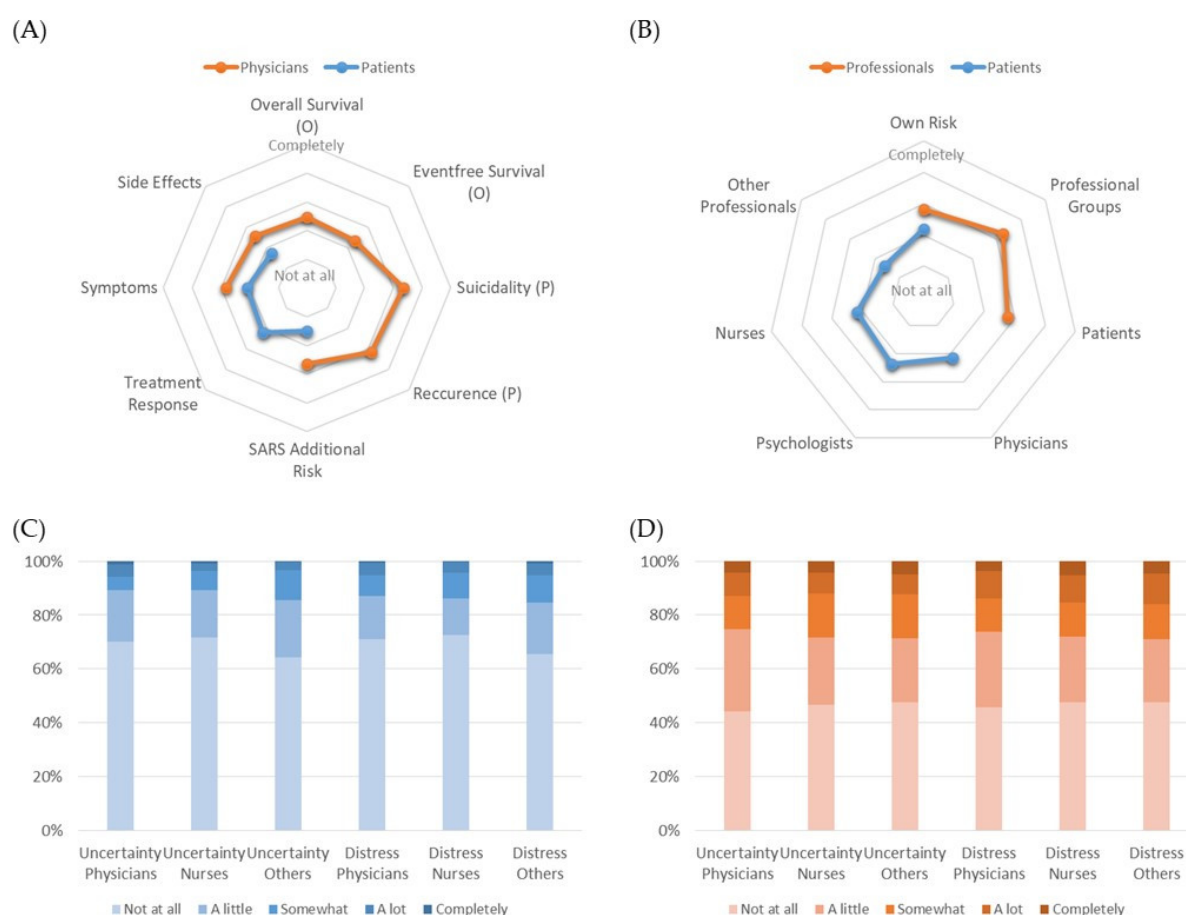 (A)
Physicians Patients
Overall Survival
(O)
Completely
Eventfree Survival
(O)
Suicidality (P)
Reccurence (P)
SARS Additional
Risk
Treatment
Response
Symptoms
Side Effects
Not at all
(B)
Professionals Patients
Own Risk
Completely
Professional
Groups
Patients
Physicians
Psychologists
Nurses
Other
Professionals
Not at all
(C)
100%
80%
60%
40%
20%
0%
Uncertainty
Physicians
Uncertainty
Nurses
Uncertainty
Others
Distress
Physicians
Distress
Nurses
Distress
Others
Not at all A little Somewhat A lot Completely
(D)
100%
80%
60%
40%
20%
0%
Uncertainty
Physicians
Uncertainty
Nurses
Uncertainty
Others
Distress
Physicians
Distress
Nurses
Distress
Others
Not at all A little Somewhat A lot Completely